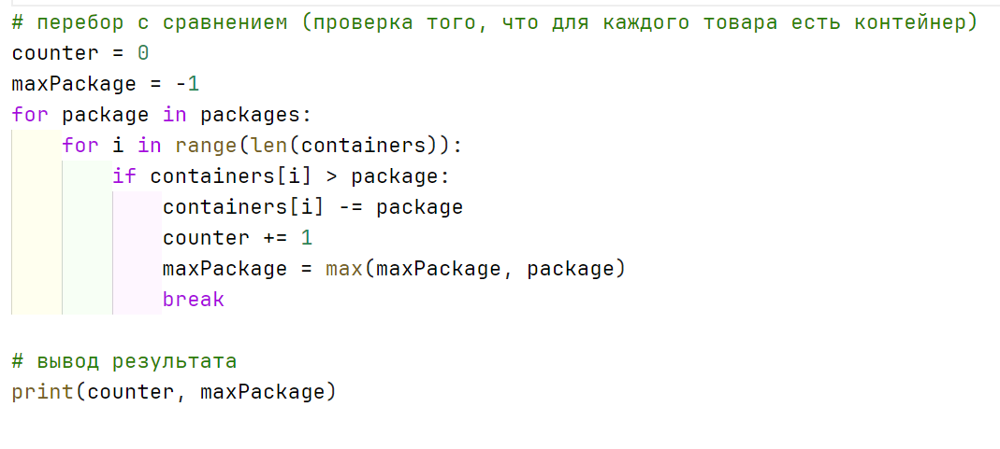 # перебор с сравнением (проверка того, что для каждого товара есть контейнер)
counter = 0
maxPackage = -1
for package in packages:
    for i in range(len(containers)):
        if containers[i] > package:
            containers[i] -= package
            counter += 1
            maxPackage = max(maxPackage, package)
            break
# вывод результата
print(counter, maxPackage)